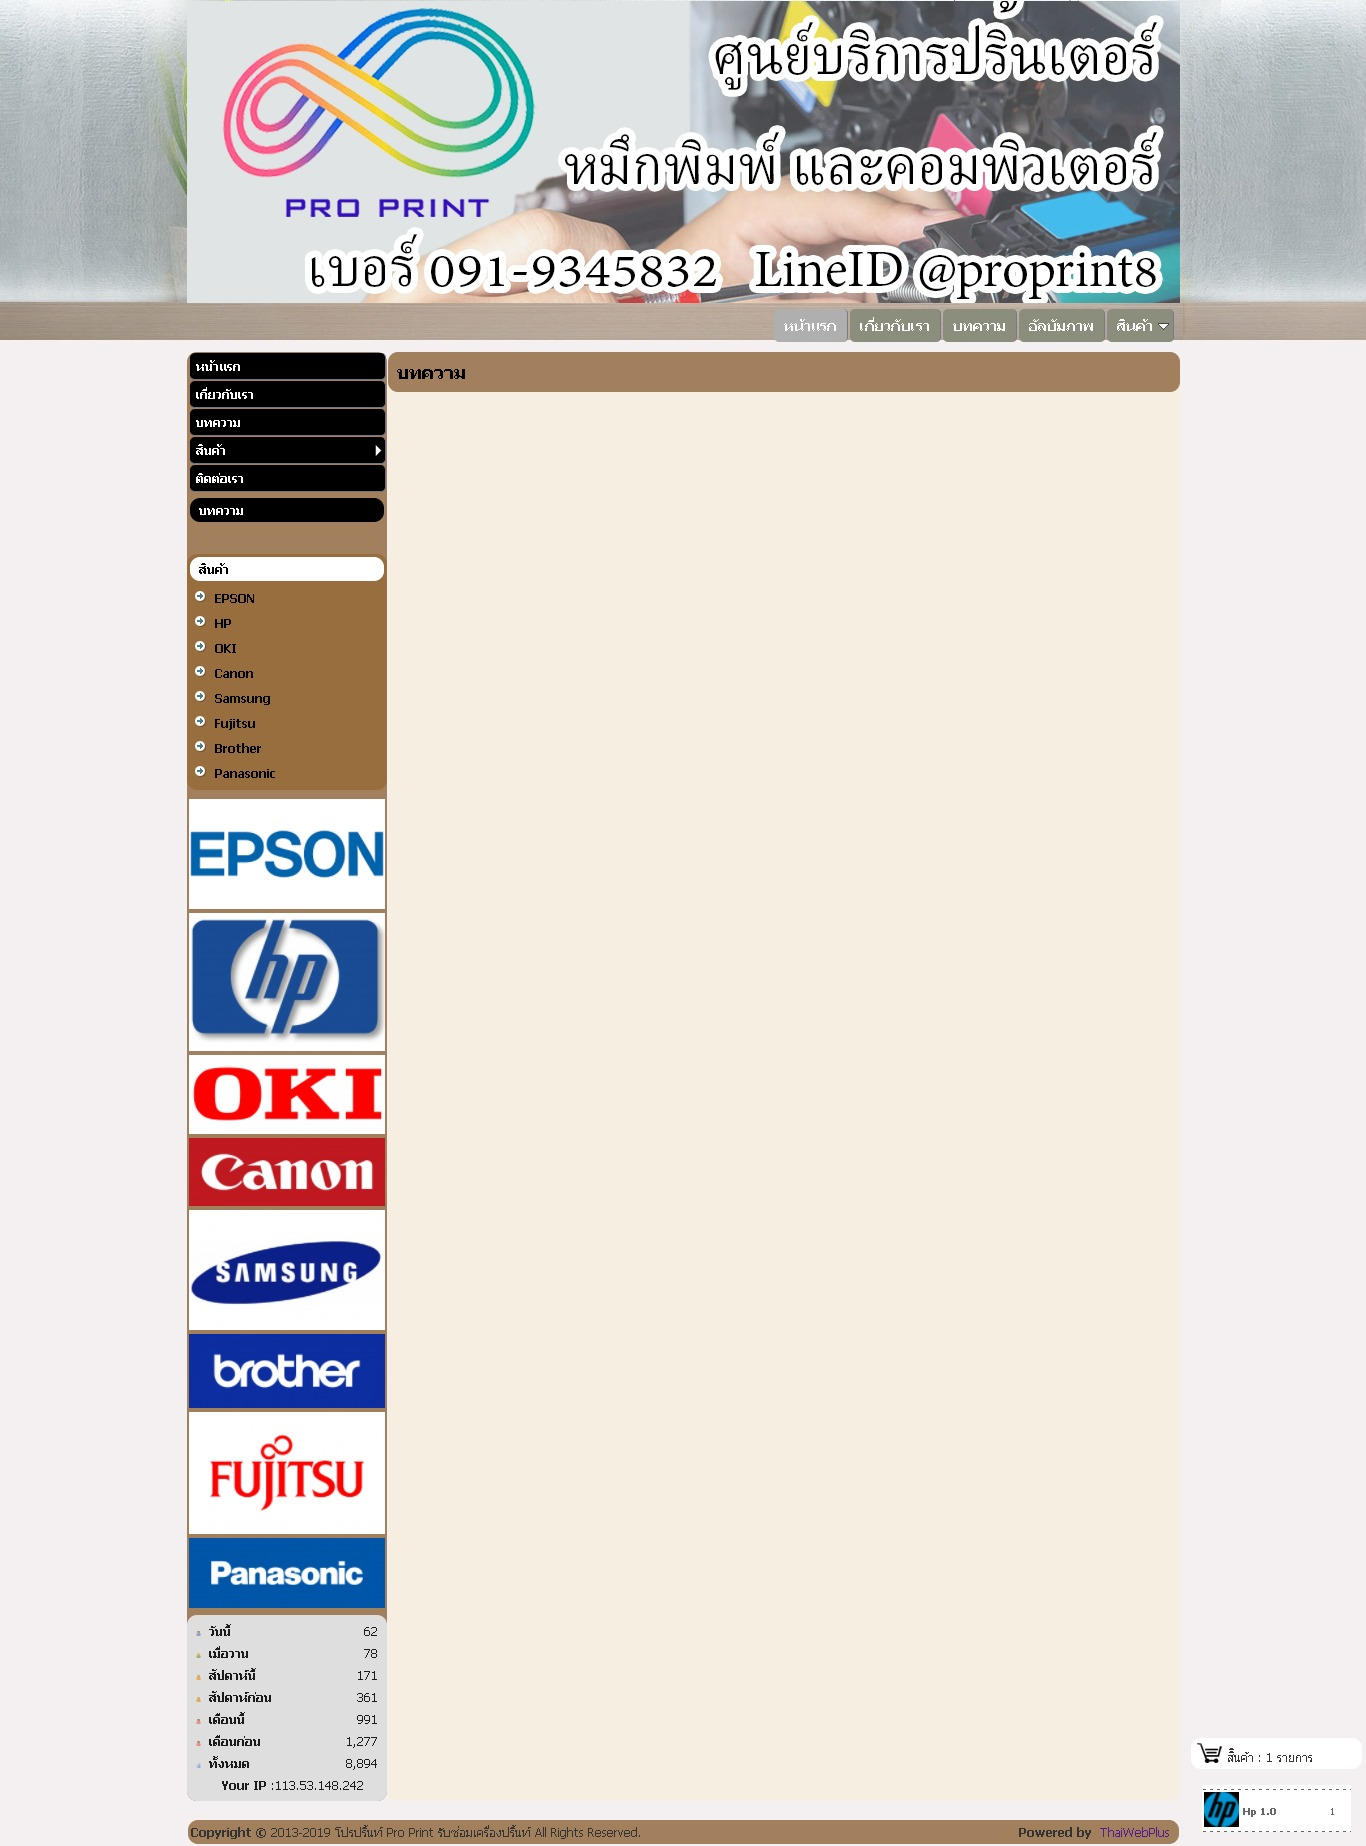 ศูนย์บริการปริ้นเตอร์
หมึกพิมพ์ และคอมพิวเตอร์
PRO PRINT
เบอร์ 091-9345832 LineID @proprint8
หน้าแรก เกี่ยวกับเรา บทความ อัลบัมภาพ สินค้า
หน้าแรก
เกี่ยวกับเรา
บทความ
สินค้า
ติดต่อเรา
บทความ
บทความ
สินค้า
EPSON
HP
OKI
Canon
Samsung
Fujitsu
Brother
Panasonic
EPSON
hp
OKI
Canon
SAMSUNG
brother
FUJITSU
Panasonic
วันนี้ 62
เมื่อวาน 78
สัปดาห์นี้ 171
สัปดาห์ก่อน 361
เดือนนี้ 991
เดือนก่อน 1,277
ทั้งหมด 8,894
Your IP :113.53.148.242
สินค้า : 1 รายการ
hp Hp 1.0 1
Copyright © 2013-2019 โปรปริ้นท์ Pro Print รับซ่อมเครื่องปริ้นท์ All Rights Reserved. Powered by ThaiWebPlus